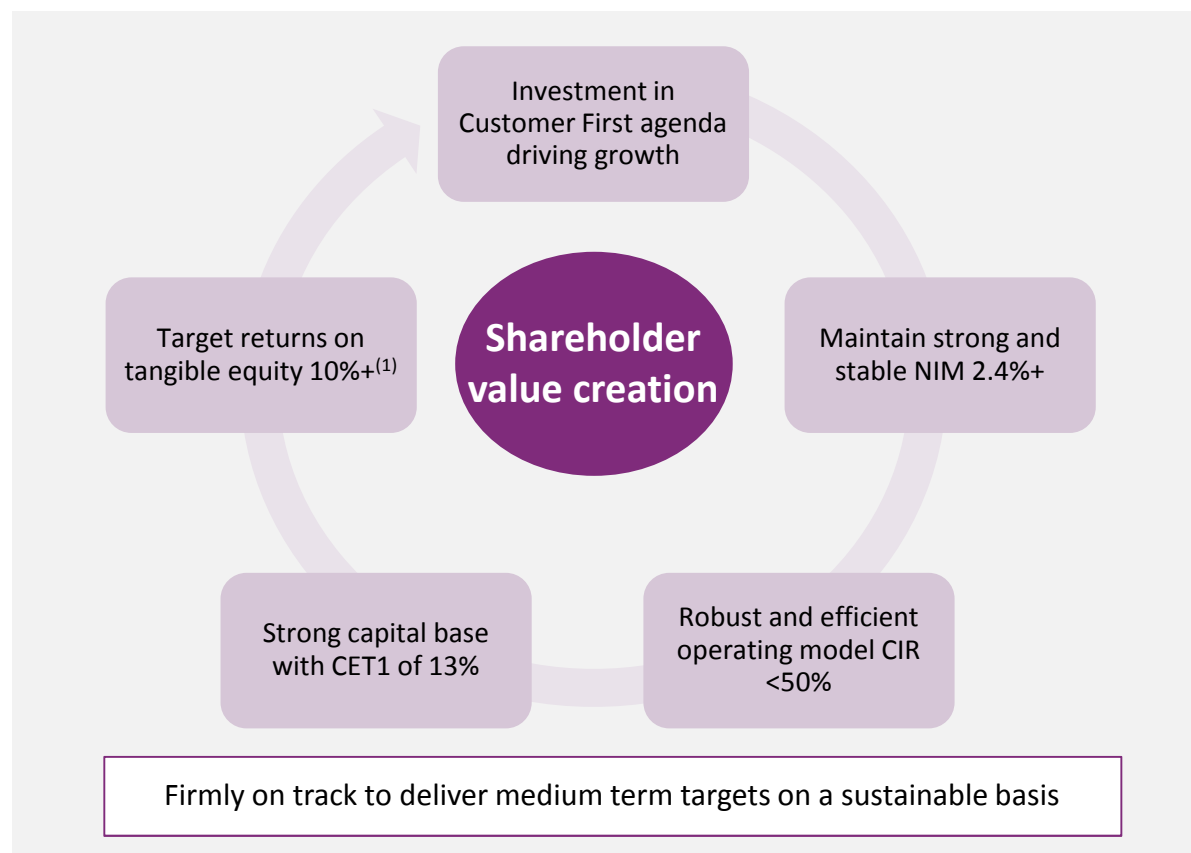 Investment in
Customer First agenda
driving growth
Maintain strong and
stable NIM 2.4%+
Robust and efficient
operating model CIR
<50%
Strong capital base
with CET1 of 13%
Target returns on
tangible equity 10%+(1)
Shareholder
value creation
Firmly on track to deliver medium term targets on a sustainable basis